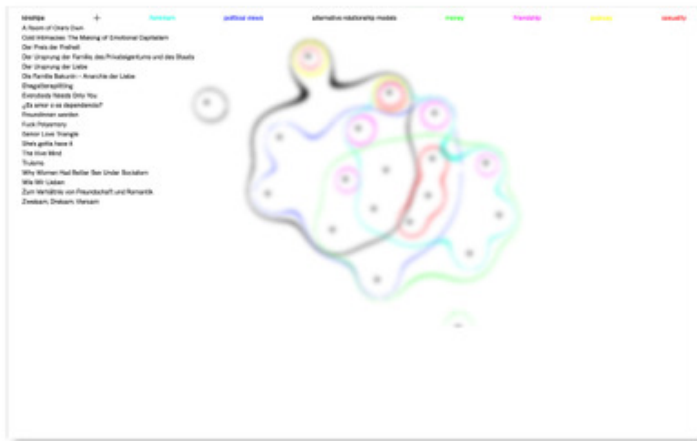 kinships + feminism political views alternative relationship models money friendship sexuality
A Room of One's Own
Cold Intimacies: The Making of Emotional Capitalism
Der Preis der Freiheit
Der Ursprung der Familie, des Privateigentums und des Staats
Der Ursprung der Liebe
Die Familie Bakunin – Anarchie der Liebe
Ehegattensplitting
Everybody Needs Only You
¿Es amor o es dependencia?
Freundinnen werden
Fuck Polyamory
Senior Love Triangle
She's gotta have it
The Hive Mind
Truisms
Why Women Had Better Sex Under Socialism
Wie Wir Lieben
Zum Verhältnis von Freundschaft und Romantik
Zweisam, Dreisam, Viersam